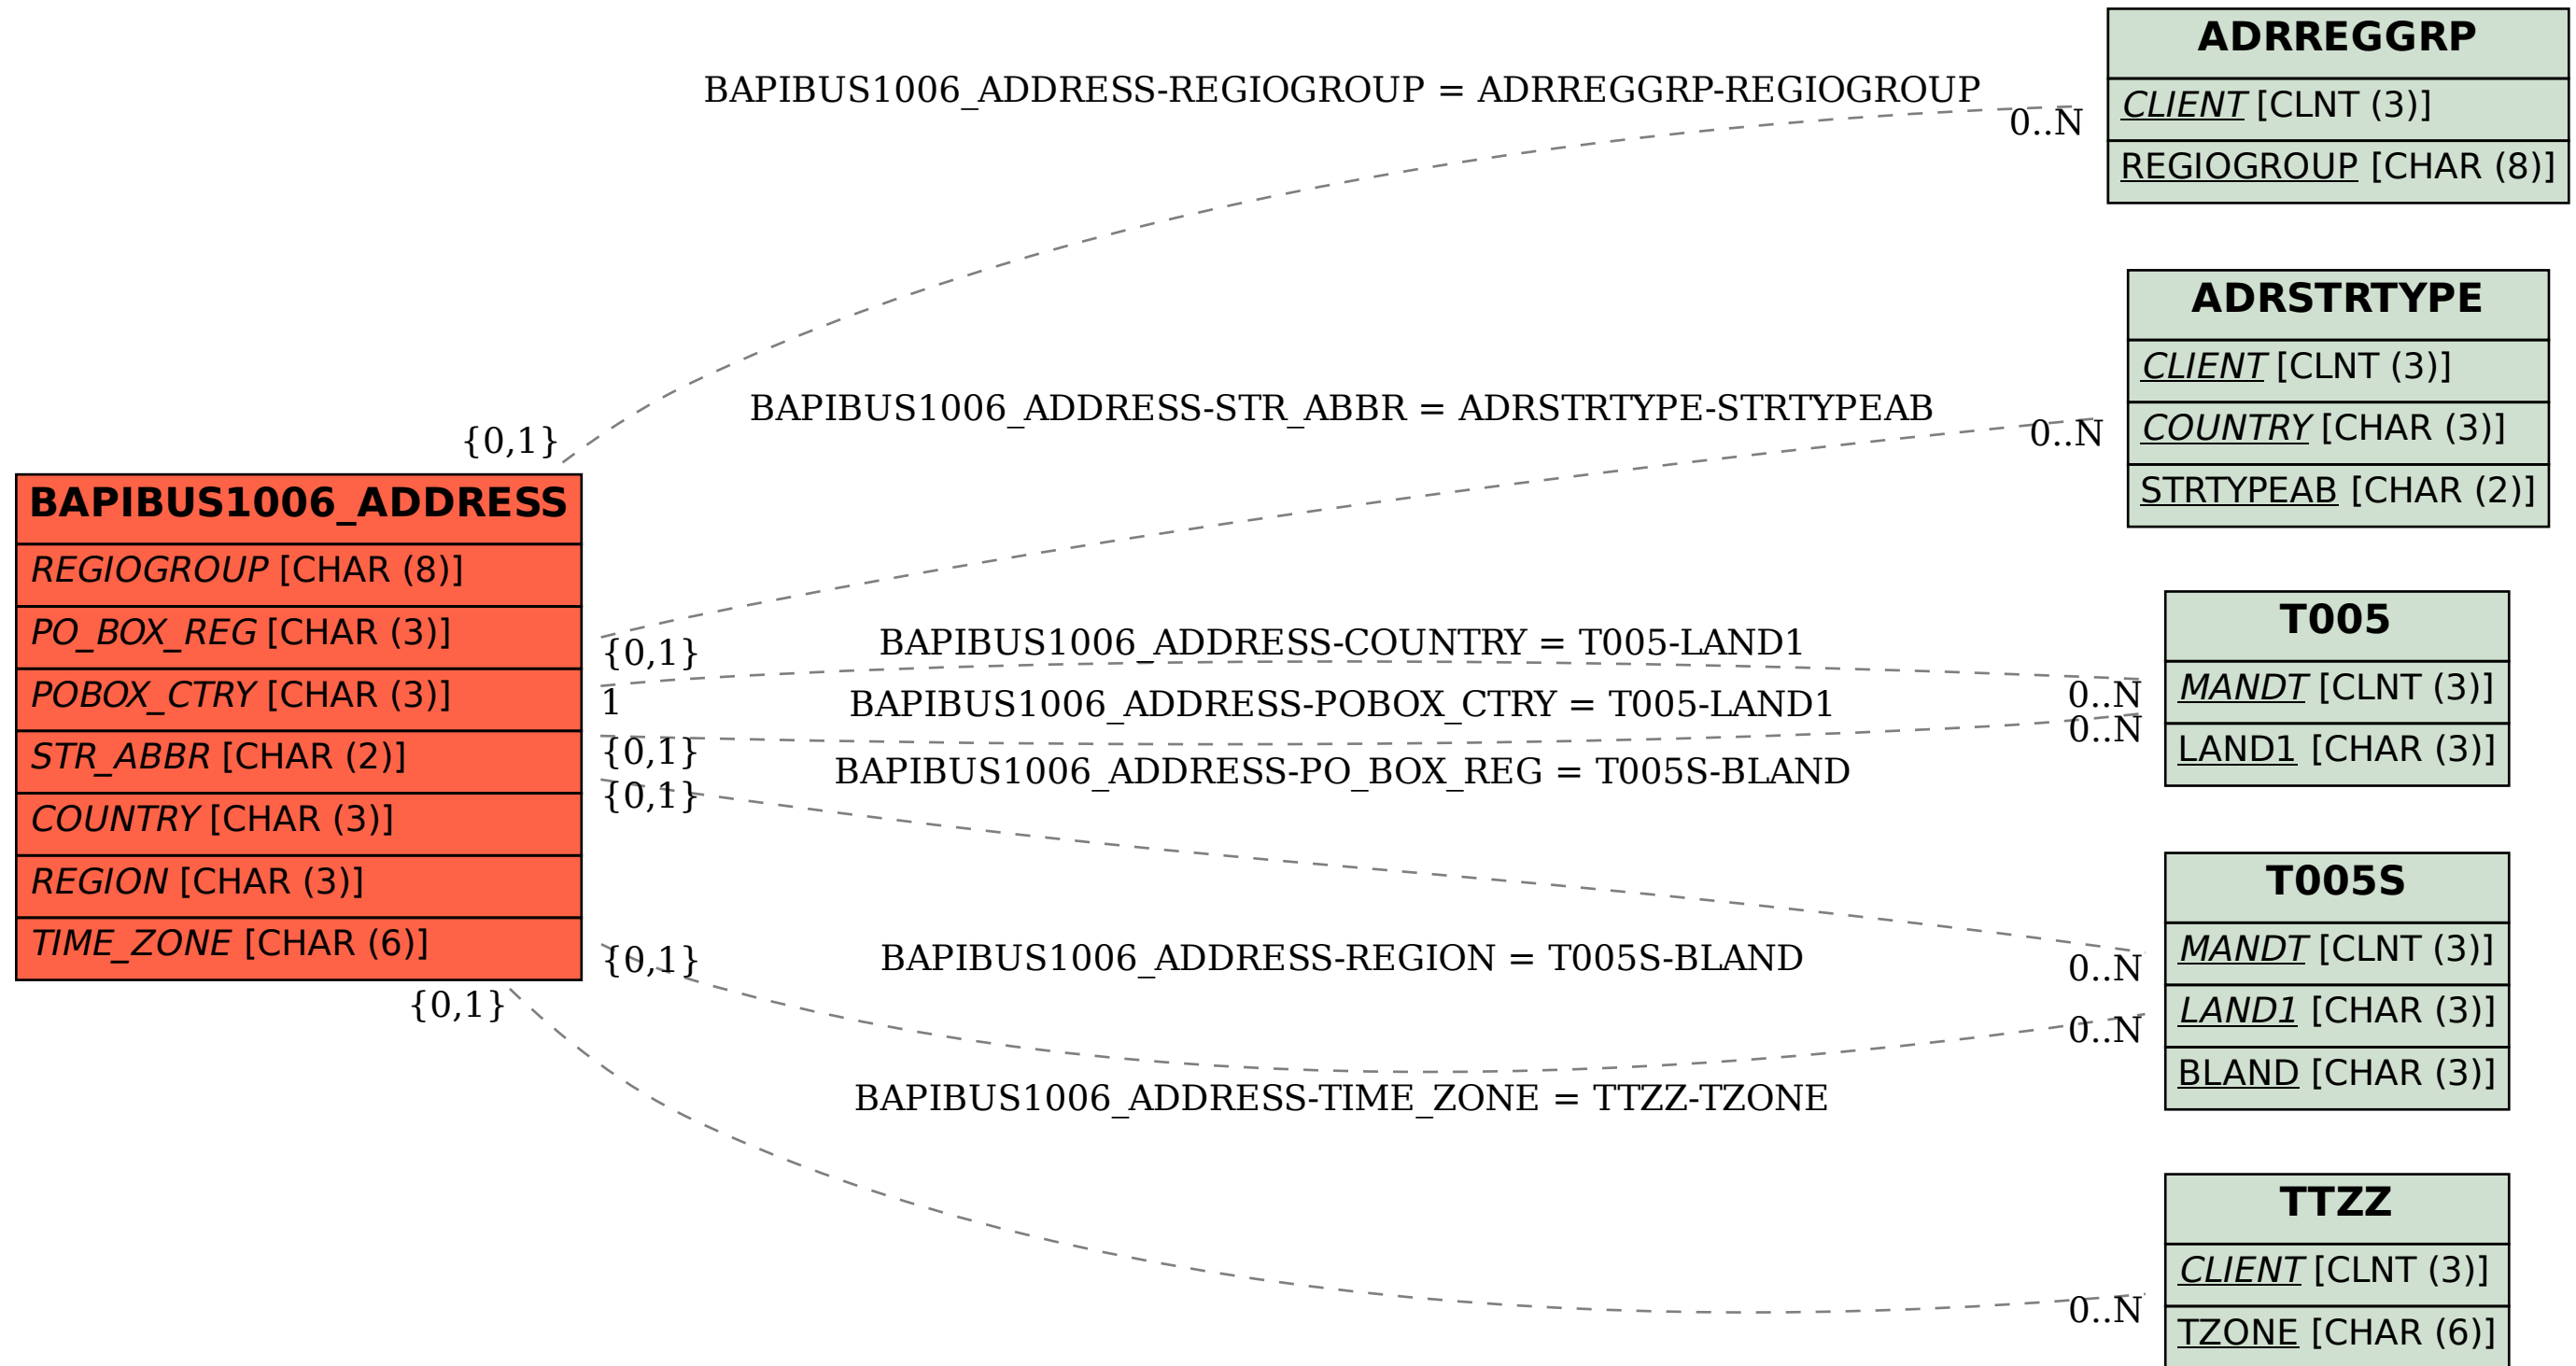 ADRREGGRP
CLIENT [CLNT (3)]
REGIOGROUP [CHAR (8)]
BAPIBUS1006_ADDRESS-REGIOGROUP = ADRREGGRP-REGIOGROUP
0..N
{0,1}
ADRSTRTYPE
CLIENT [CLNT (3)]
COUNTRY [CHAR (3)]
STRTYPEAB [CHAR (2)]
BAPIBUS1006_ADDRESS-STR_ABBR = ADRSTRTYPE-STRTYPEAB
0..N
{0,1}
BAPIBUS1006_ADDRESS
REGIOGROUP [CHAR (8)]
PO_BOX_REG [CHAR (3)]
POBOX_CTRY [CHAR (3)]
STR_ABBR [CHAR (2)]
COUNTRY [CHAR (3)]
REGION [CHAR (3)]
TIME_ZONE [CHAR (6)]
BAPIBUS1006_ADDRESS-COUNTRY = T005-LAND1
1
0..N
BAPIBUS1006_ADDRESS-POBOX_CTRY = T005-LAND1
{0,1}
0..N
T005
MANDT [CLNT (3)]
LAND1 [CHAR (3)]
BAPIBUS1006_ADDRESS-PO_BOX_REG = T005S-BLAND
{0,1}
0..N
BAPIBUS1006_ADDRESS-REGION = T005S-BLAND
{0,1}
0..N
T005S
MANDT [CLNT (3)]
LAND1 [CHAR (3)]
BLAND [CHAR (3)]
BAPIBUS1006_ADDRESS-TIME_ZONE = TTZZ-TZONE
{0,1}
0..N
TTZZ
CLIENT [CLNT (3)]
TZONE [CHAR (6)]